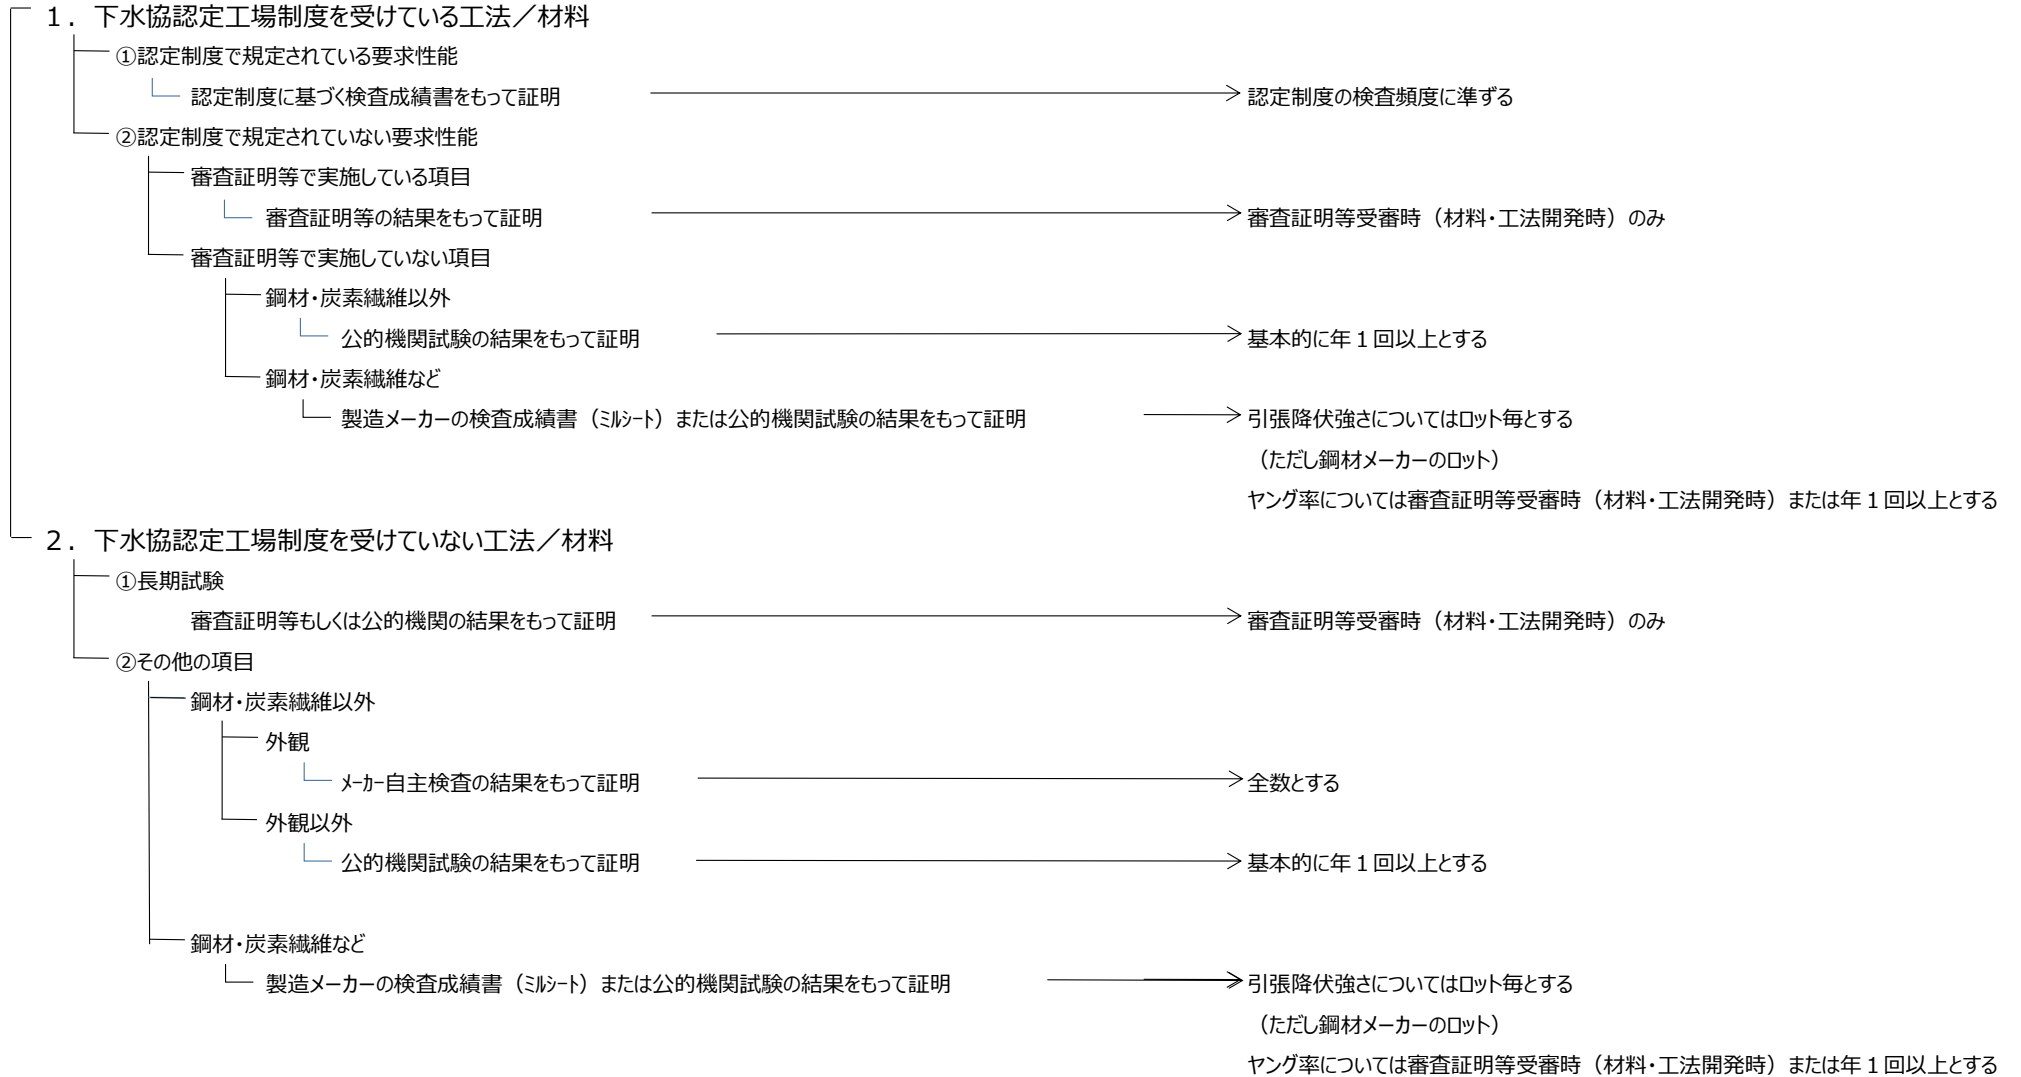 １．下水協認定工場制度を受けている工法／材料
①認定制度で規定されている要求性能
認定制度に基づく検査成績書をもって証明
認定制度の検査頻度に準ずる
②認定制度で規定されていない要求性能
審査証明等で実施している項目
審査証明等の結果をもって証明
審査証明等受審時（材料・工法開発時）のみ
審査証明等で実施していない項目
鋼材・炭素繊維以外
公的機関試験の結果をもって証明
基本的に年１回以上とする
鋼材・炭素繊維など
製造メーカーの検査成績書（ﾐﾙｼｰﾄ）または公的機関試験の結果をもって証明
引張降伏強さについてはロット毎とする
（ただし鋼材メーカーのロット）
ヤング率については審査証明等受審時（材料・工法開発時）または年１回以上とする
２．下水協認定工場制度を受けていない工法／材料
①長期試験
審査証明等もしくは公的機関の結果をもって証明
審査証明等受審時（材料・工法開発時）のみ
②その他の項目
鋼材・炭素繊維以外
外観
ﾒｰｶｰ自主検査の結果をもって証明
全数とする
外観以外
公的機関試験の結果をもって証明
基本的に年１回以上とする
鋼材・炭素繊維など
製造メーカーの検査成績書（ﾐﾙｼｰﾄ）または公的機関試験の結果をもって証明
引張降伏強さについてはロット毎とする
（ただし鋼材メーカーのロット）
ヤング率については審査証明等受審時（材料・工法開発時）または年１回以上とする